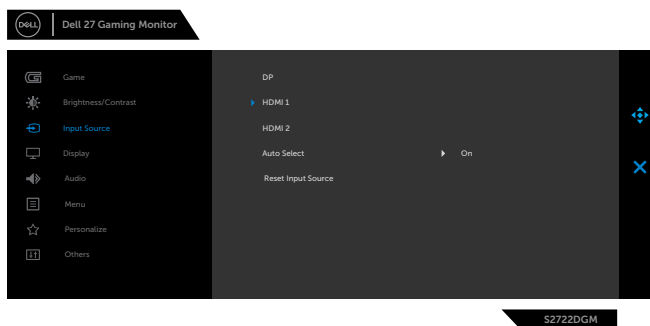 DELL
Dell 27 Gaming Monitor
Game
Brightness/Contrast
Input Source
Display
Audio
Menu
Personalize
Others
DP
HDMI 1
HDMI 2
Auto Select On
Reset Input Source
S2722DGM